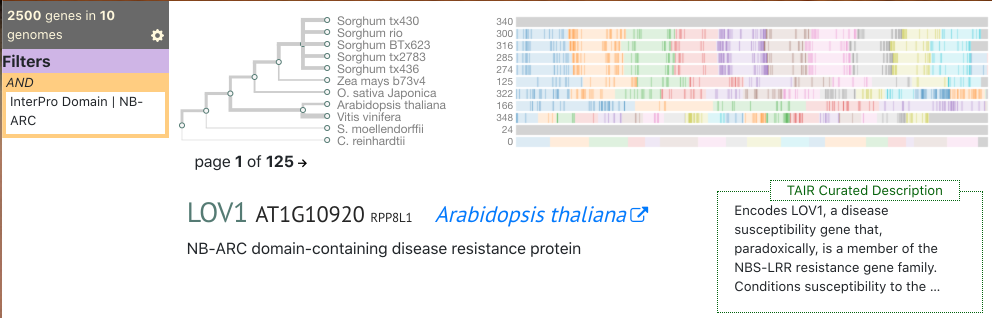 2500 genes in 10
genomes
Filters
AND
InterPro Domain | NB-
ARC
Sorghum tx430
Sorghum rio
Sorghum BTx623
Sorghum tx2783
Sorghum tx436
Zea mays b73v4
O. sativa Japonica
Arabidopsis thaliana
Vitis vinifera
S. moellendorffii
C. reinhardtii
340
300
316
285
274
125
322
166
348
24
0
page 1 of 125 →
LOV1 AT1G10920 RPP8L1 Arabidopsis thaliana
NB-ARC domain-containing disease resistance protein
TAIR Curated Description
Encodes LOV1, a disease
susceptibility gene that,
paradoxically, is a member of the
NBS-LRR resistance gene family.
Conditions susceptibility to the ...